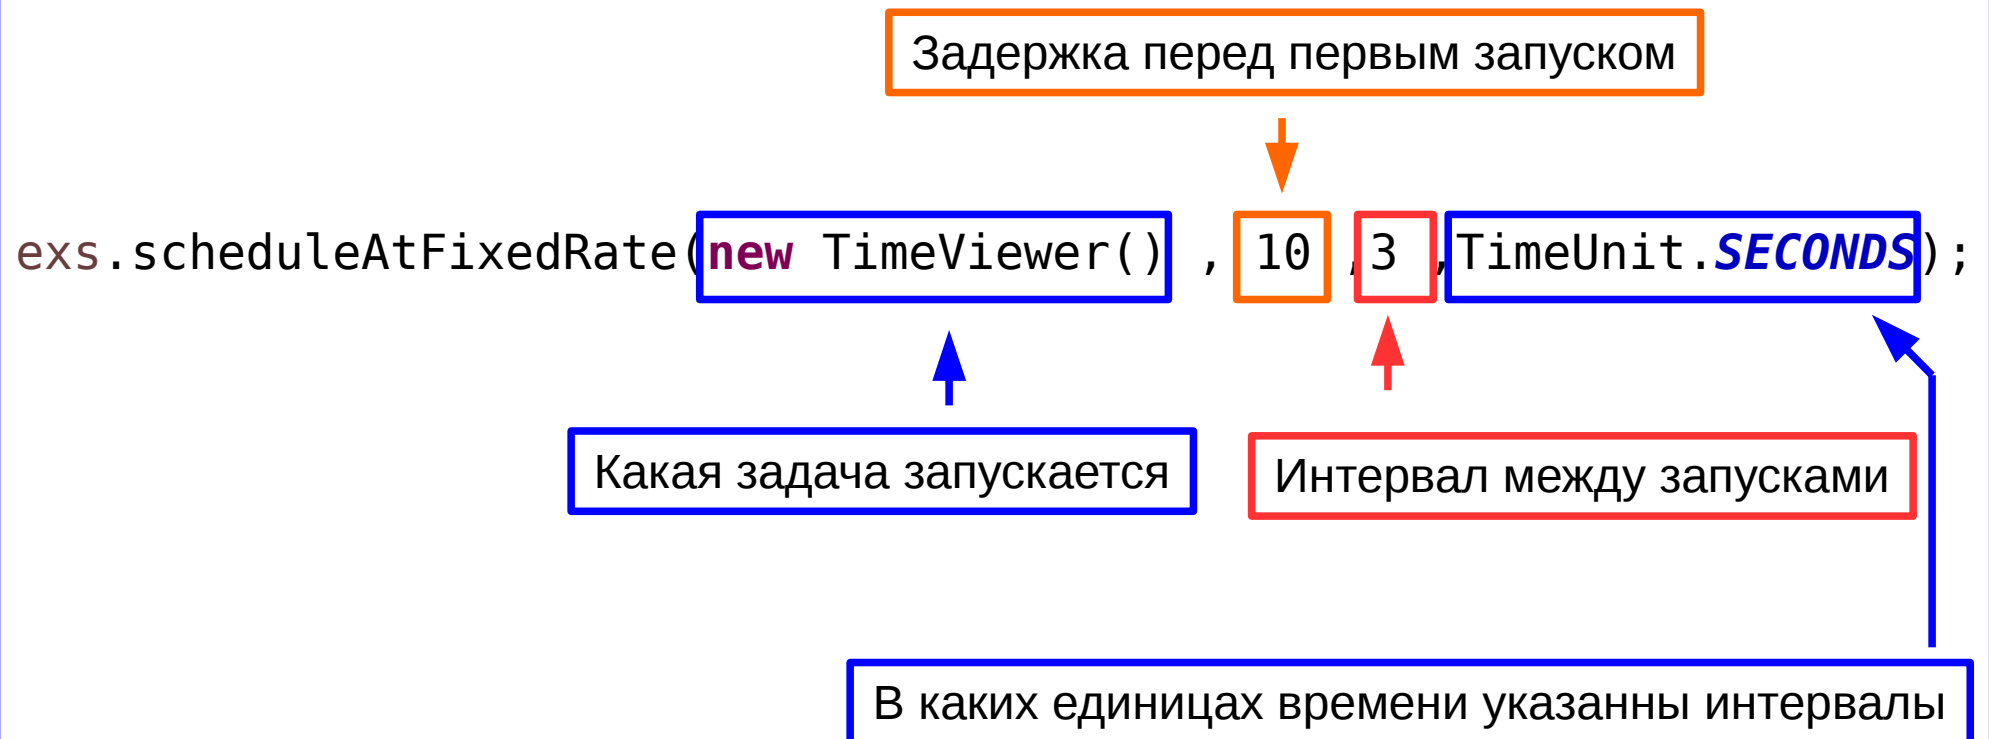 Задержка перед первым запуском
exs.scheduleAtFixedRate(new TimeViewer() , 10 ,3 ,TimeUnit.SECONDS);
Какая задача запускается
Интервал между запусками
В каких единицах времени указанны интервалы